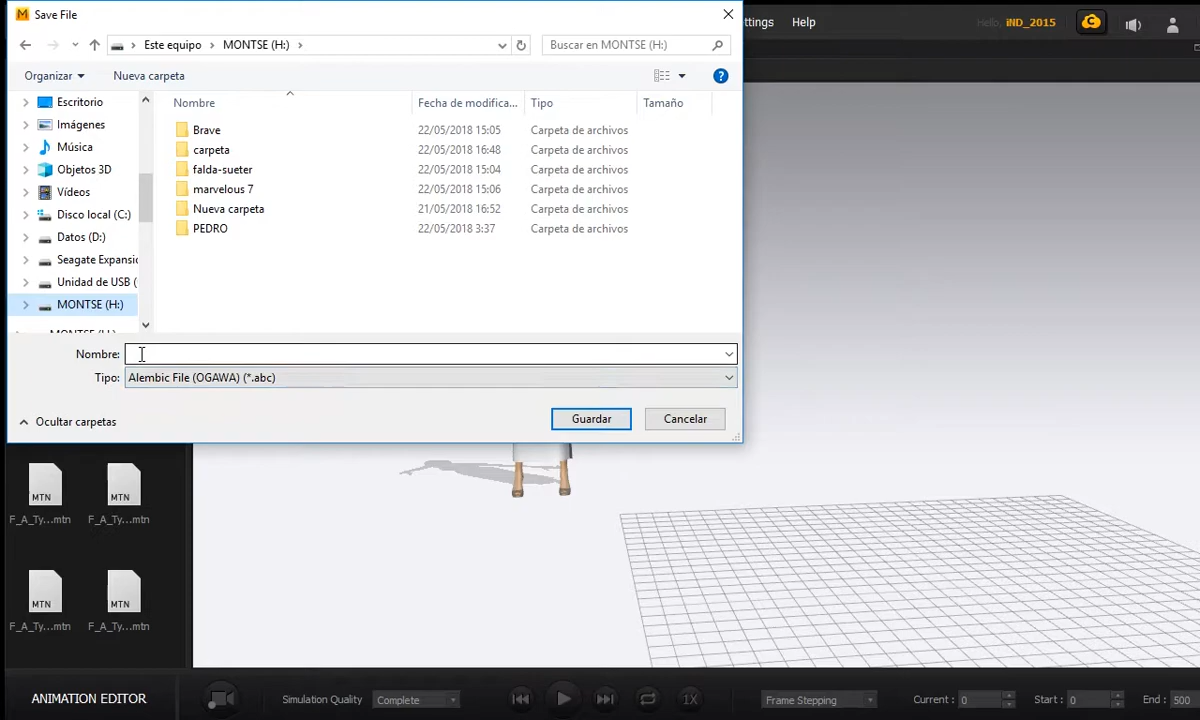 Save File
ttings Help Hello, iND_2015
Este equipo MONTSE (H:) Buscar en MONTSE (H:)
Organizar Nueva carpeta
Nombre Fecha de modifica... Tipo Tamaño
Escritorio
Imágenes
Música
Objetos 3D
Vídeos
Disco local (C:)
Datos (D:)
Seagate Expansio
Unidad de USB (
MONTSE (H:)
MONTSE (H:)
Brave 22/05/2018 15:05 Carpeta de archivos
carpeta 22/05/2018 16:48 Carpeta de archivos
falda-sueter 22/05/2018 15:04 Carpeta de archivos
marvelous 7 22/05/2018 15:06 Carpeta de archivos
Nueva carpeta 21/05/2018 16:52 Carpeta de archivos
PEDRO 22/05/2018 3:37 Carpeta de archivos
Nombre:
Tipo: Alembic File (OGAWA) (*.abc)
Ocultar carpetas Guardar Cancelar
MTN MTN
F_A_Ty...mtn F_A_Ty...mtn
MTN MTN
F_A_Ty...mtn F_A_Ty...mtn
ANIMATION EDITOR Simulation Quality Complete 1X Frame Stepping Current : 0 Start : 0 End : 500